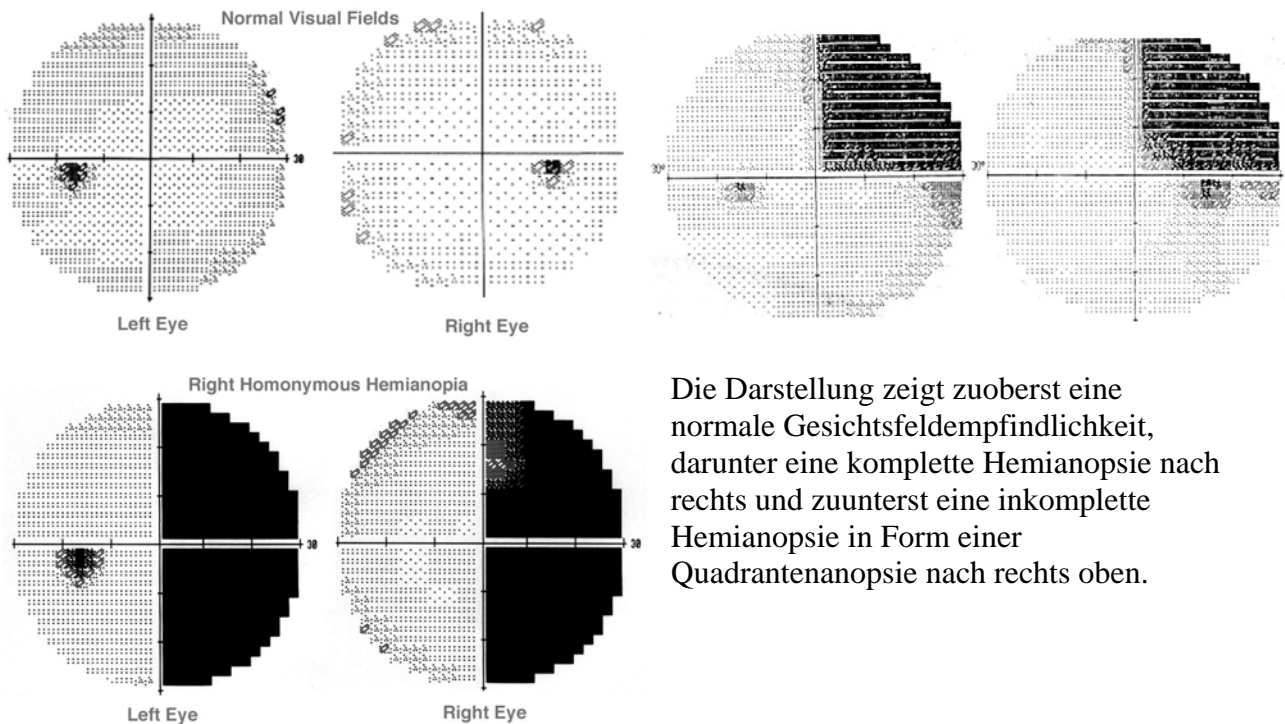 Normal Visual Fields
30
30°
30°
Left Eye
Right Eye
Right Homonymous Hemianopia
30
30
Left Eye
Right Eye
Die Darstellung zeigt zuoberst eine
normale Gesichtsfeldempfindlichkeit,
darunter eine komplette Hemianopsie nach
rechts und zuunterst eine inkomplette
Hemianopsie in Form einer
Quadrantenanopsie nach rechts oben.